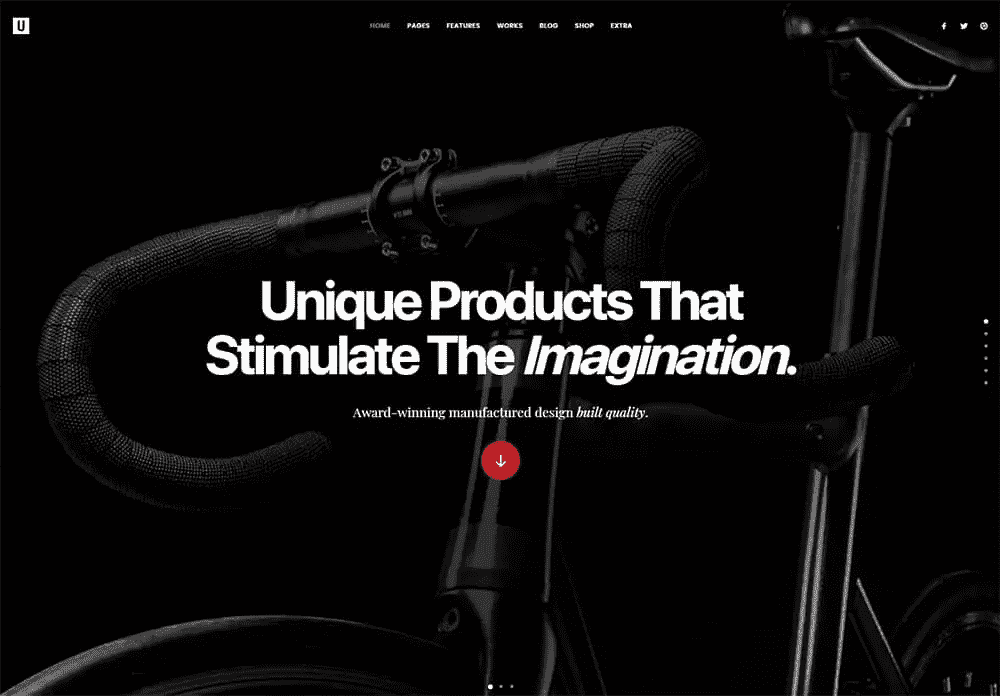 U
HOME PAGES FEATURES WORKS BLOG SHOP EXTRA
Unique Products That
Stimulate The Imagination.
Award-winning manufactured design built quality.